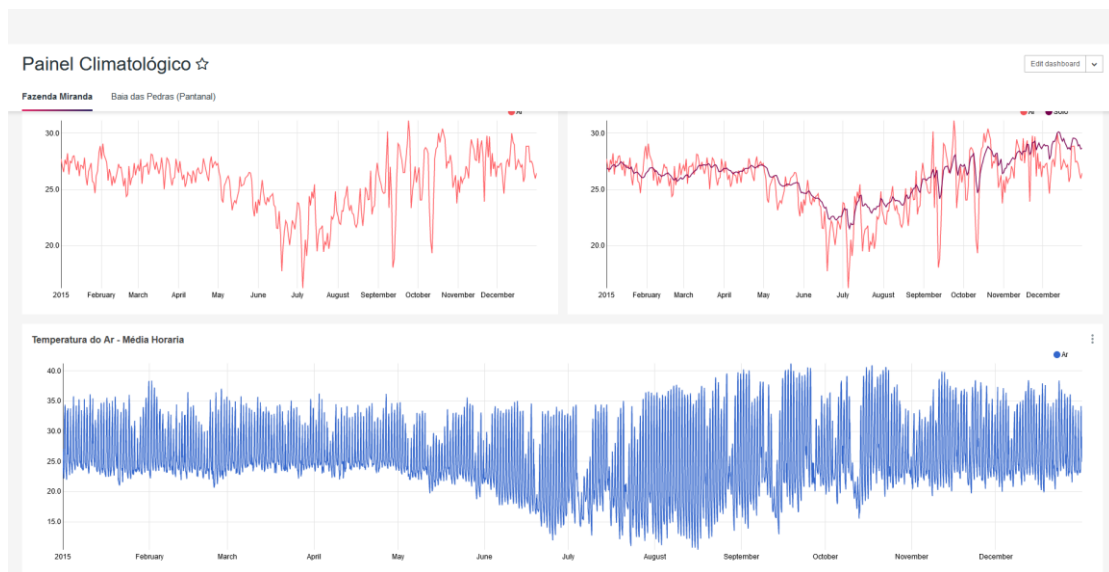 Painel Climatológico
Edit dashboard
Fazenda Miranda Baia das Pedras (Pantanal)
30.0
25.0
20.0
2015 February March April May June July August September October November December
30.0
25.0
20.0
2015 February March April May June July August September October November December
Temperatura do Ar - Média Horaria
Ar
40.0
35.0
30.0
25.0
20.0
15.0
2015 February March April May June July August September October November December